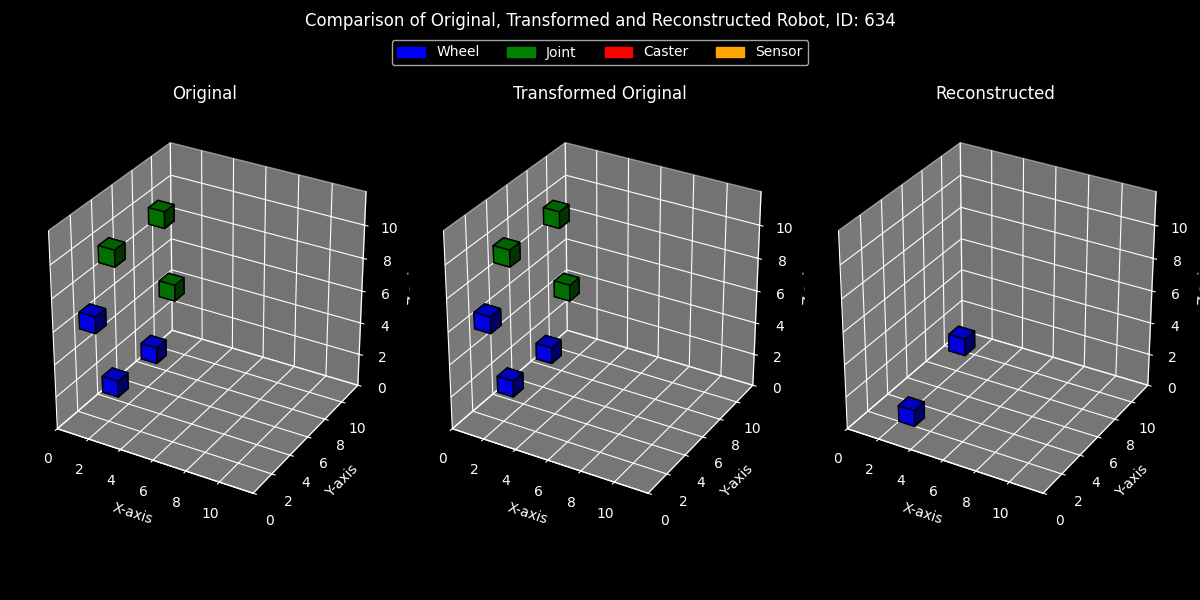 Comparison of Original, Transformed and Reconstructed Robot, ID: 634
Wheel Joint Caster Sensor
Original Transformed Original Reconstructed
10 10 10
8 8 8
6 6 6
4 4 4
2 2 2
0 0 0
0 2 4 6 8 10 0 2 4 6 8 10 0 2 4 6 8 10
0 2 4 6 8 10 0 2 4 6 8 10 0 2 4 6 8 10
X-axis Y-axis X-axis Y-axis X-axis Y-axis